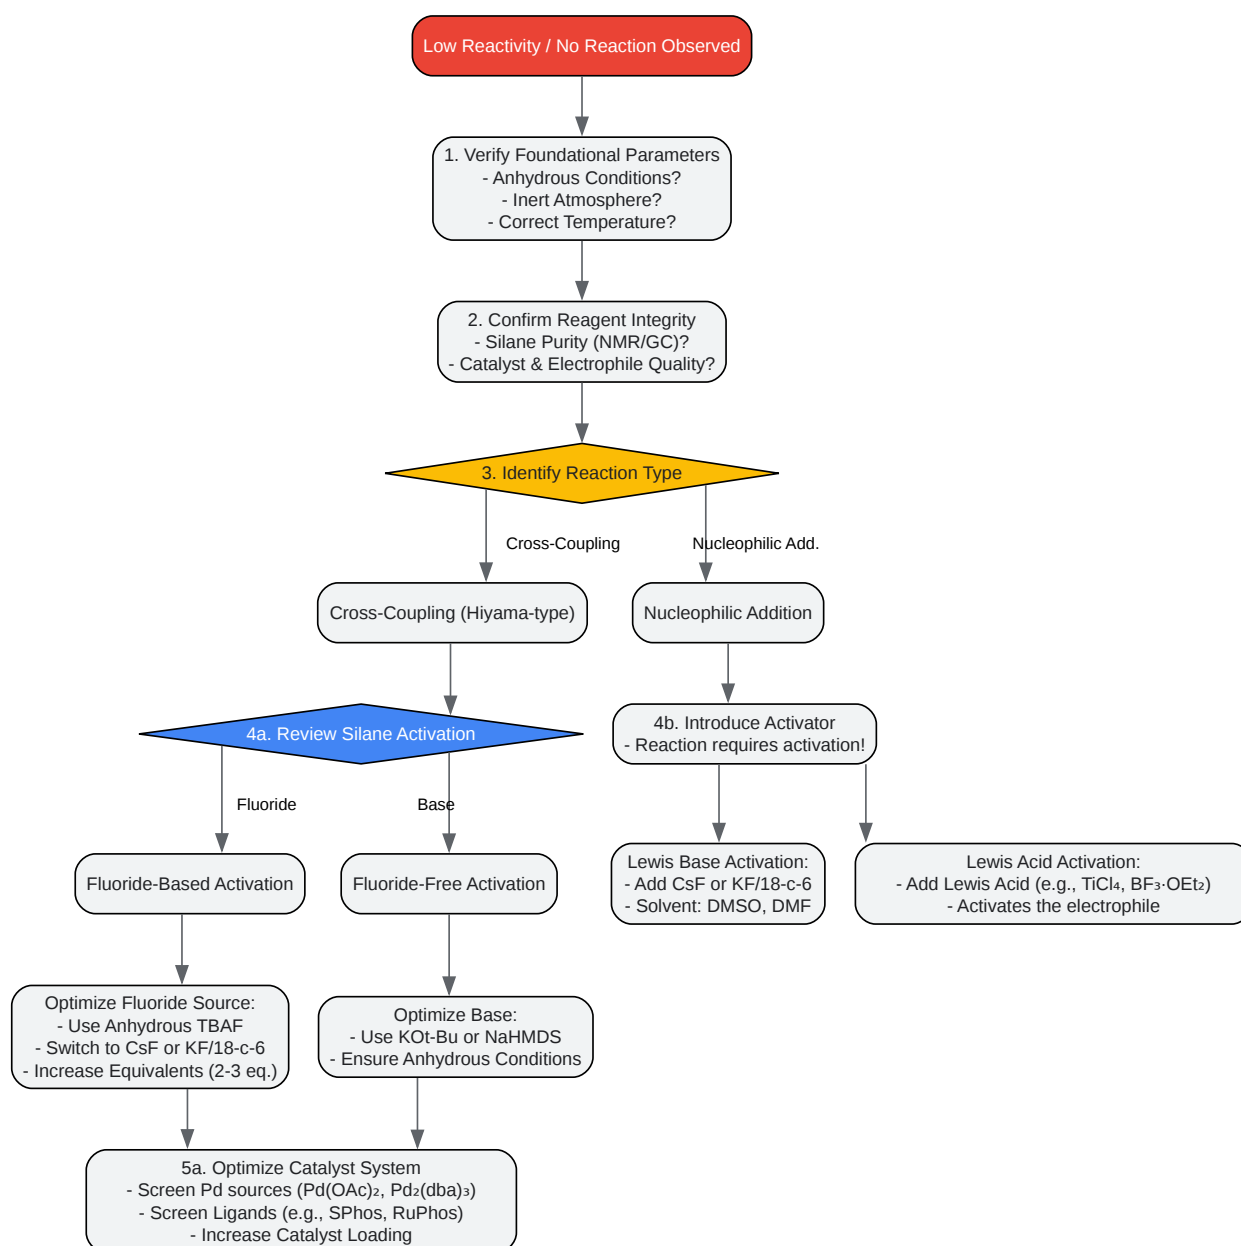 Low Reactivity / No Reaction Observed
1. Verify Foundational Parameters
- Anhydrous Conditions?
- Inert Atmosphere?
- Correct Temperature?
2. Confirm Reagent Integrity
- Silane Purity (NMR/GC)?
- Catalyst & Electrophile Quality?
3. Identify Reaction Type
Cross-Coupling
Nucleophilic Add.
Cross-Coupling (Hiyama-type)
Nucleophilic Addition
4a. Review Silane Activation
4b. Introduce Activator
- Reaction requires activation!
Fluoride
Base
Fluoride-Based Activation
Fluoride-Free Activation
Lewis Base Activation:
- Add CsF or KF/18-c-6
- Solvent: DMSO, DMF
Lewis Acid Activation:
- Add Lewis Acid (e.g., TiCl₄, BF₃·OEt₂)
- Activates the electrophile
Optimize Fluoride Source:
- Use Anhydrous TBAF
- Switch to CsF or KF/18-c-6
- Increase Equivalents (2-3 eq.)
Optimize Base:
- Use KOt-Bu or NaHMDS
- Ensure Anhydrous Conditions
5a. Optimize Catalyst System
- Screen Pd sources (Pd(OAc)₂, Pd₂(dba)₃)
- Screen Ligands (e.g., SPhos, RuPhos)
- Increase Catalyst Loading